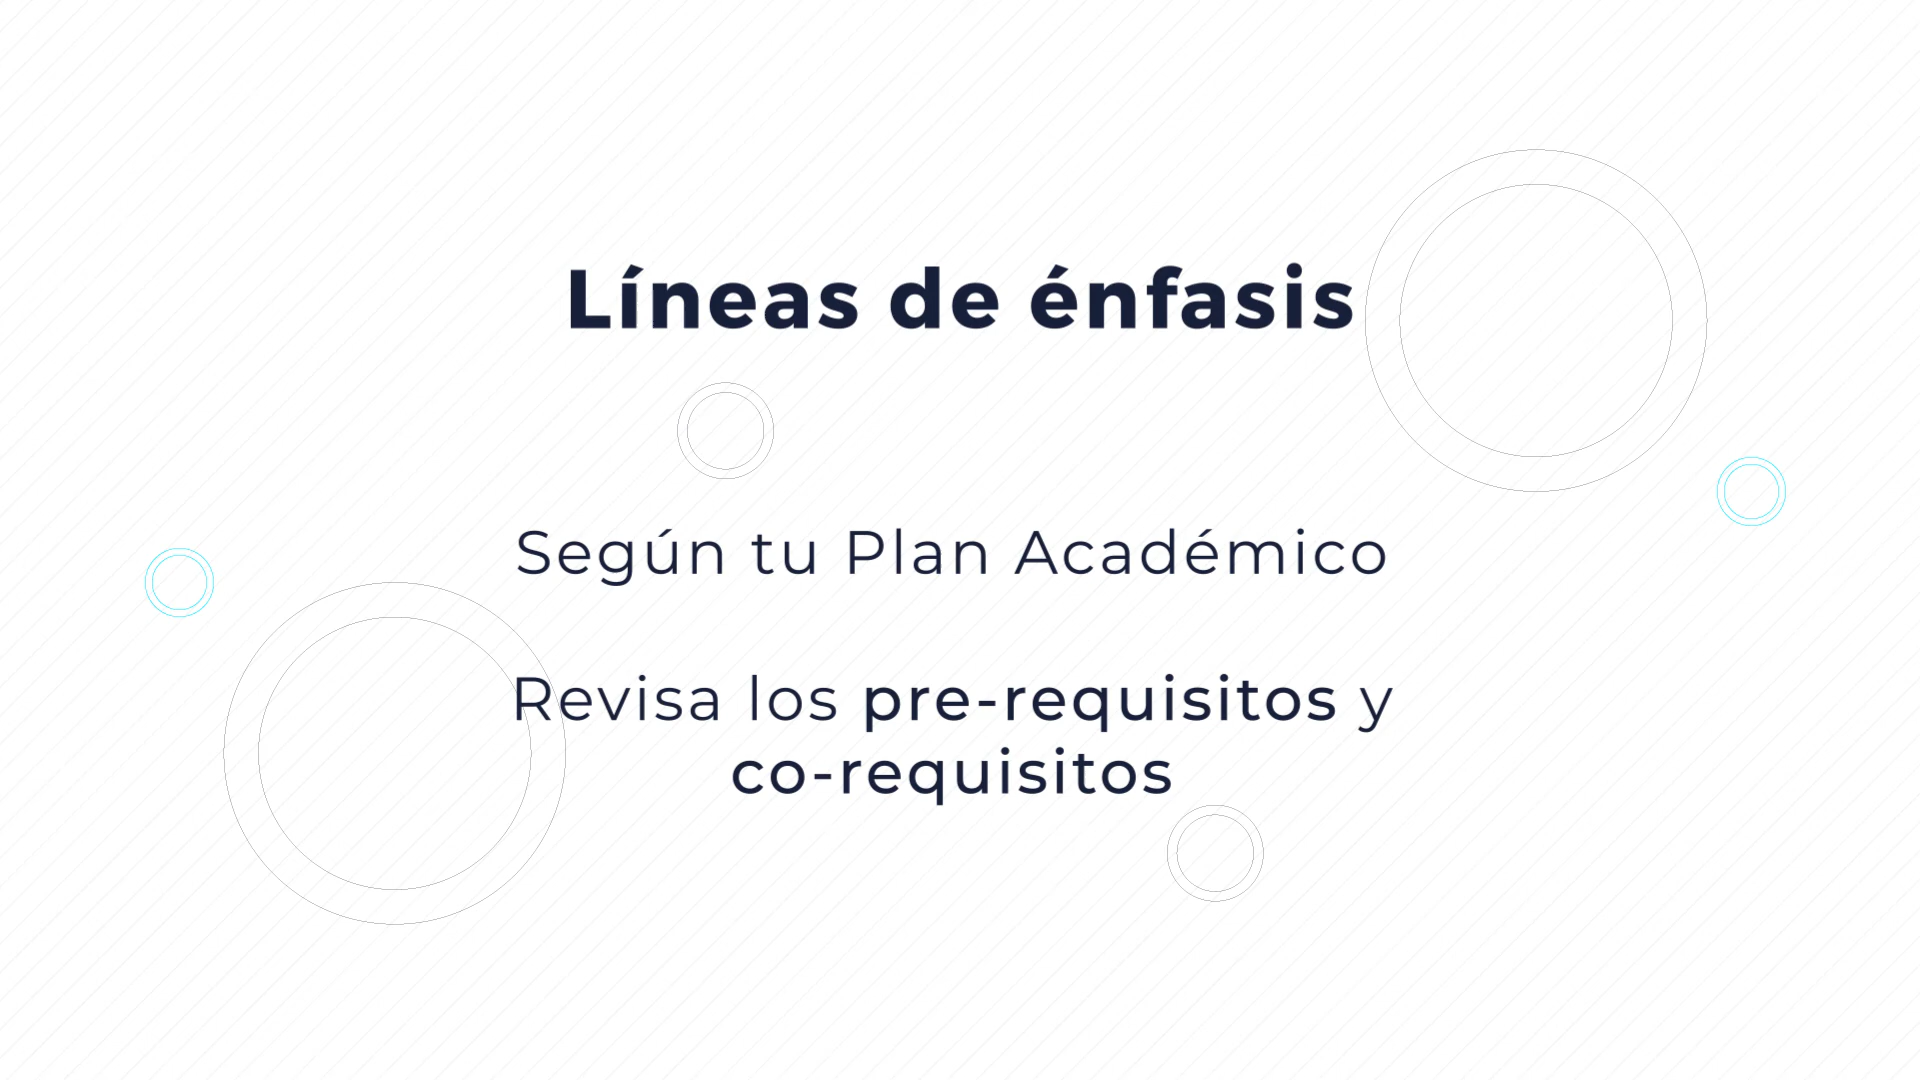 Líneas de énfasis
Según tu Plan Académico
Revisa los pre-requisitos y
co-requisitos